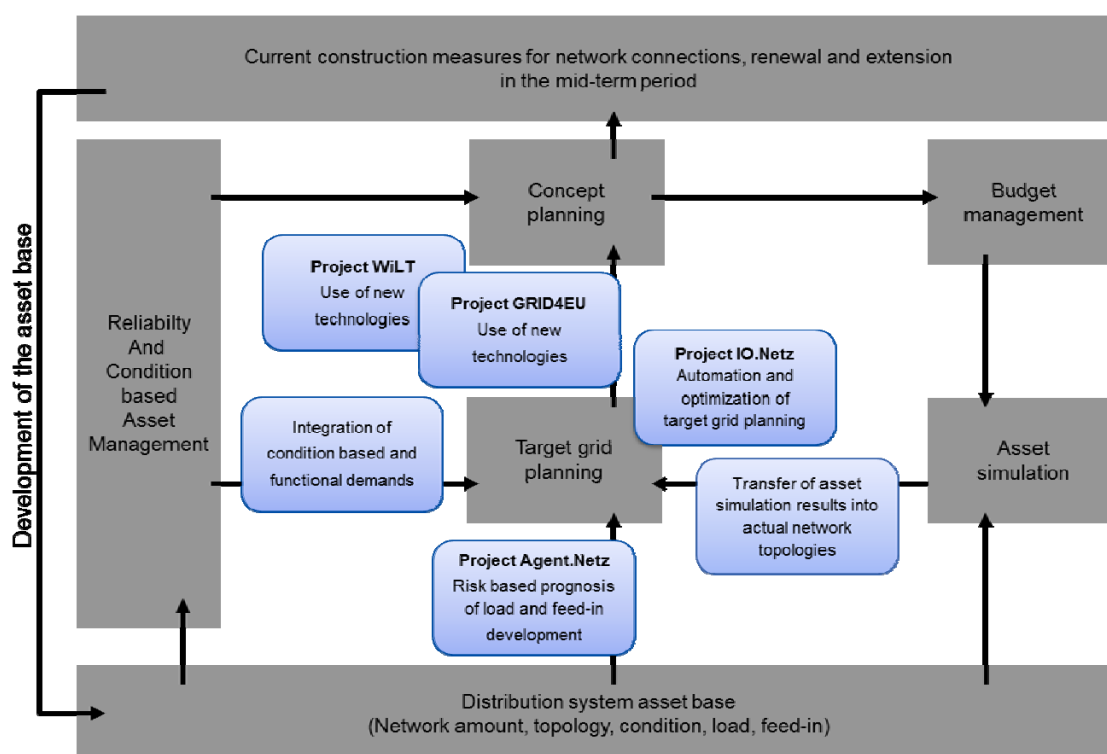 Current construction measures for network connections, renewal and extension
in the mid-term period
Development of the asset base
Concept
planning
Budget
management
Project WiLT
Use of new
technologies
Project GRID4EU
Use of new
technologies
Reliabilty
And
Condition
based
Asset
Management
Project IO.Netz
Automation and
optimization of
target grid planning
Integration of
condition based and
functional demands
Target grid
planning
Asset
simulation
Transfer of asset
simulation results into
actual network
topologies
Project Agent.Netz
Risk based prognosis
of load and feed-in
development
Distribution system asset base
(Network amount, topology, condition, load, feed-in)